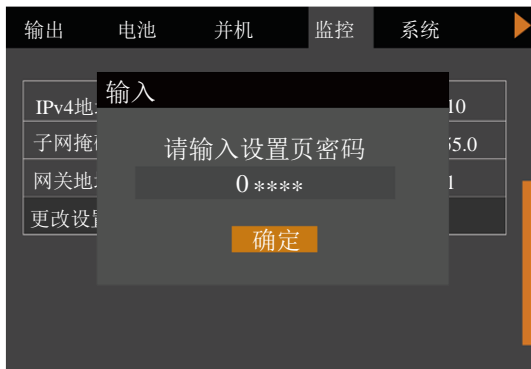 输出 电池 并机 监控 系统
输入
IPv4地 10
请输入设置页密码
子网掩 5.0
0****
网关地 1
更改设
确定